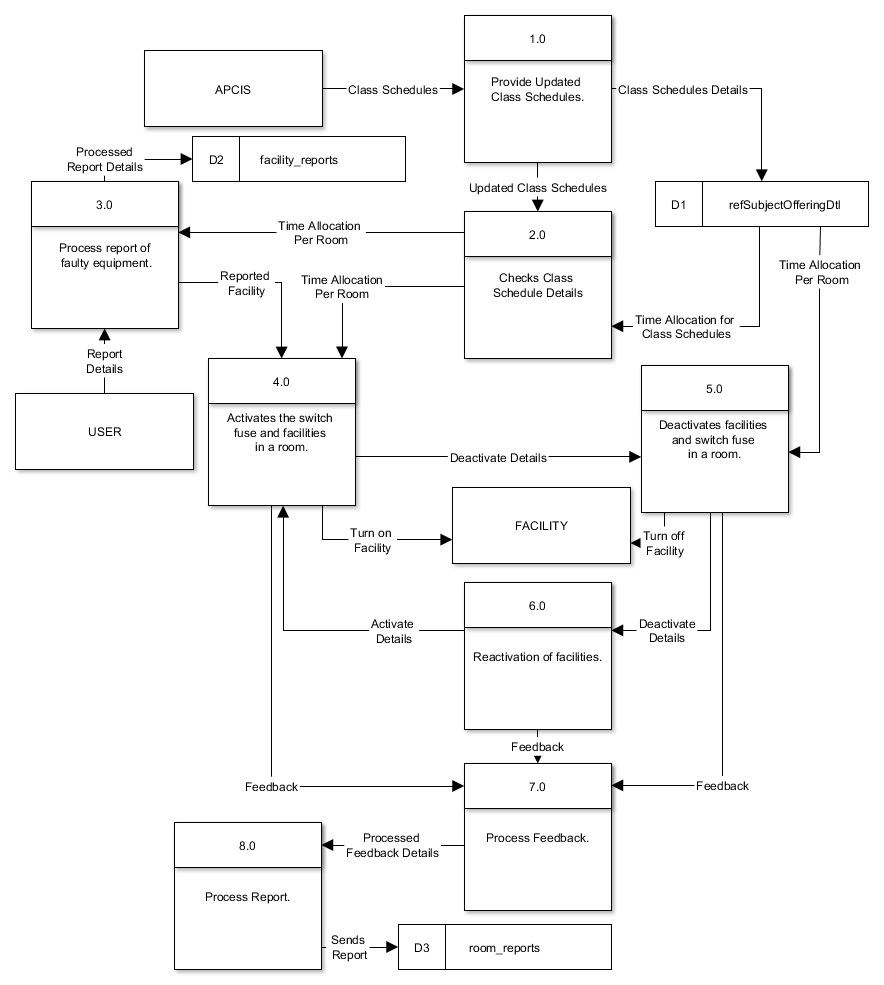 1.0
Provide Updated
Class Schedules.
APCIS
Class Schedules
Class Schedules Details
Processed
Report Details
D2
facility_reports
Updated Class Schedules
D1
refSubjectOfferingDtl
3.0
Process report of
faulty equipment.
Time Allocation
Per Room
2.0
Checks Class
Schedule Details
Time Allocation
Per Room
Reported
Facility
Time Allocation
Per Room
Time Allocation for
Class Schedules
Report
Details
USER
4.0
Activates the switch
fuse and facilities
in a room.
5.0
Deactivates facilities
and switch fuse
in a room.
Deactivate Details
FACILITY
Turn on
Facility
Turn off
Facility
6.0
Reactivation of facilities.
Activate
Details
Deactivate
Details
Feedback
Feedback
Feedback
7.0
Process Feedback.
8.0
Process Report.
Processed
Feedback Details
Sends
Report
D3
room_reports